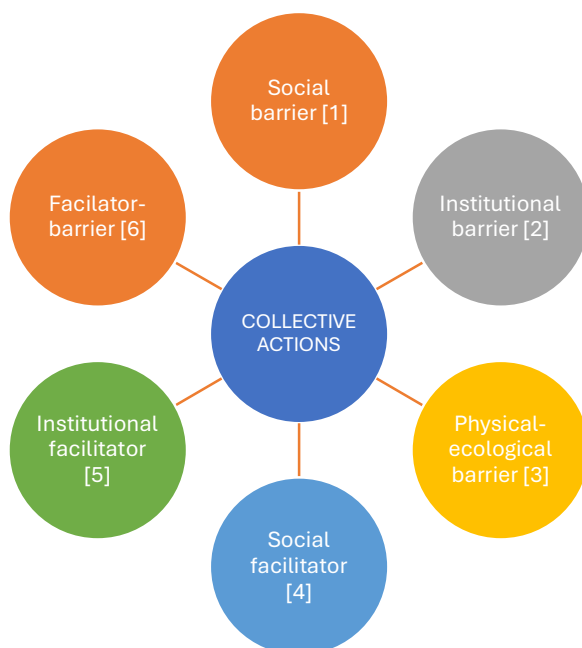 Social
barrier [1]
Institutional
barrier [2]
Physical-
ecological
barrier [3]
Social
facilitator
[4]
Institutional
facilitator
[5]
Facilator-
barrier [6]
COLLECTIVE
ACTIONS